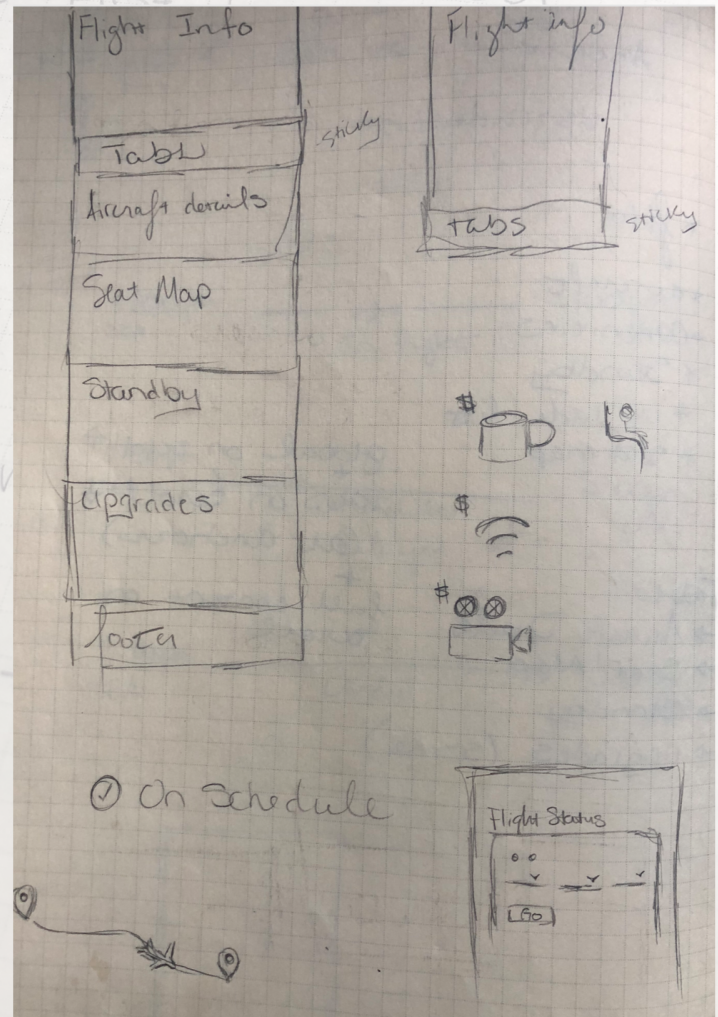 Flight Info
Tabs
sticky
Aircraft details
Seat Map
Standby
Upgrades
footer
Flight info
tabs
sticky
$
$
$
On Schedule
Flight Status
Go